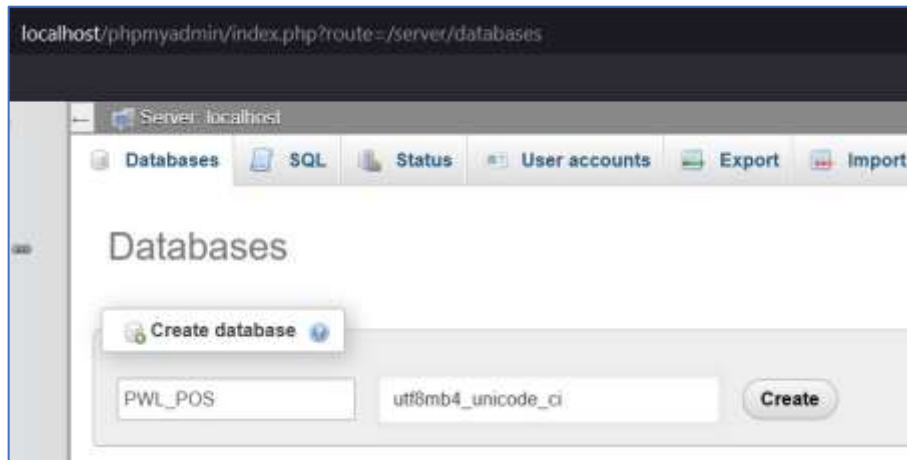 localhost/phpmyadmin/index.php?route=/server/databases
Server: localhost
Databases SQL Status User accounts Export Import
Databases
Create database
PWL_POS utf8mb4_unicode_ci Create